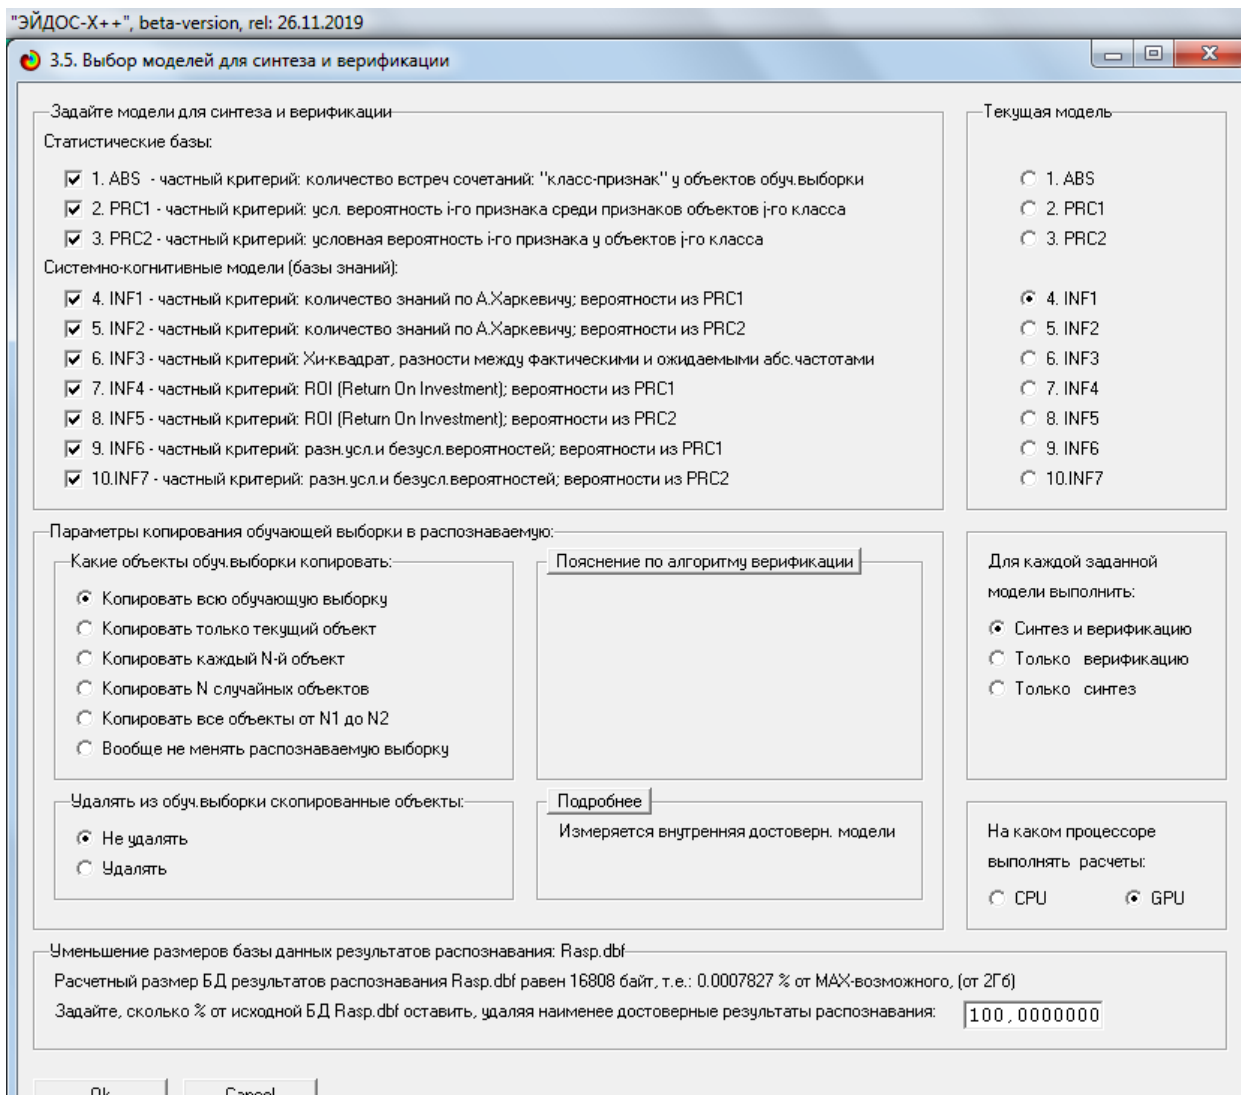 "ЭЙДОС-X++", beta-version, rel: 26.11.2019
3.5. Выбор моделей для синтеза и верификации
Задайте модели для синтеза и верификации
Статистические базы:
1. ABS - частный критерий: количество встреч сочетаний: "класс-признак" у объектов обуч.выборки
2. PRC1 - частный критерий: усл. вероятность i-го признака среди признаков объектов j-го класса
3. PRC2 - частный критерий: условная вероятность i-го признака у объектов j-го класса
Системно-когнитивные модели (базы знаний):
4. INF1 - частный критерий: количество знаний по А.Харкевичу; вероятности из PRC1
5. INF2 - частный критерий: количество знаний по А.Харкевичу; вероятности из PRC2
6. INF3 - частный критерий: Хи-квадрат, разности между фактическими и ожидаемыми абс.частотами
7. INF4 - частный критерий: ROI (Return On Investment); вероятности из PRC1
8. INF5 - частный критерий: ROI (Return On Investment); вероятности из PRC2
9. INF6 - частный критерий: разн.усл.и безусл.вероятностей; вероятности из PRC1
10.INF7 - частный критерий: разн.усл.и безусл.вероятностей; вероятности из PRC2
Текущая модель
1. ABS
2. PRC1
3. PRC2
4. INF1
5. INF2
6. INF3
7. INF4
8. INF5
9. INF6
10.INF7
Параметры копирования обучающей выборки в распознаваемую:
Какие объекты обуч.выборки копировать:
Копировать всю обучающую выборку
Копировать только текущий объект
Копировать каждый N-й объект
Копировать N случайных объектов
Копировать все объекты от N1 до N2
Вообще не менять распознаваемую выборку
Пояснение по алгоритму верификации
Для каждой заданной
модели выполнить:
Синтез и верификацию
Только верификацию
Только синтез
Удалять из обуч.выборки скопированные объекты:
Не удалять
Удалять
Подробнее
Измеряется внутренняя достоверн. модели
На каком процессоре
выполнять расчеты:
CPU GPU
Уменьшение размеров базы данных результатов распознавания: Rasp.dbf
Расчетный размер БД результатов распознавания Rasp.dbf равен 16808 байт, т.е.: 0.0007827 % от MAX-возможного, (от 2Гб)
Задайте, сколько % от исходной БД Rasp.dbf оставить, удаляя наименее достоверные результаты распознавания: 100,0000000
Ok Cancel